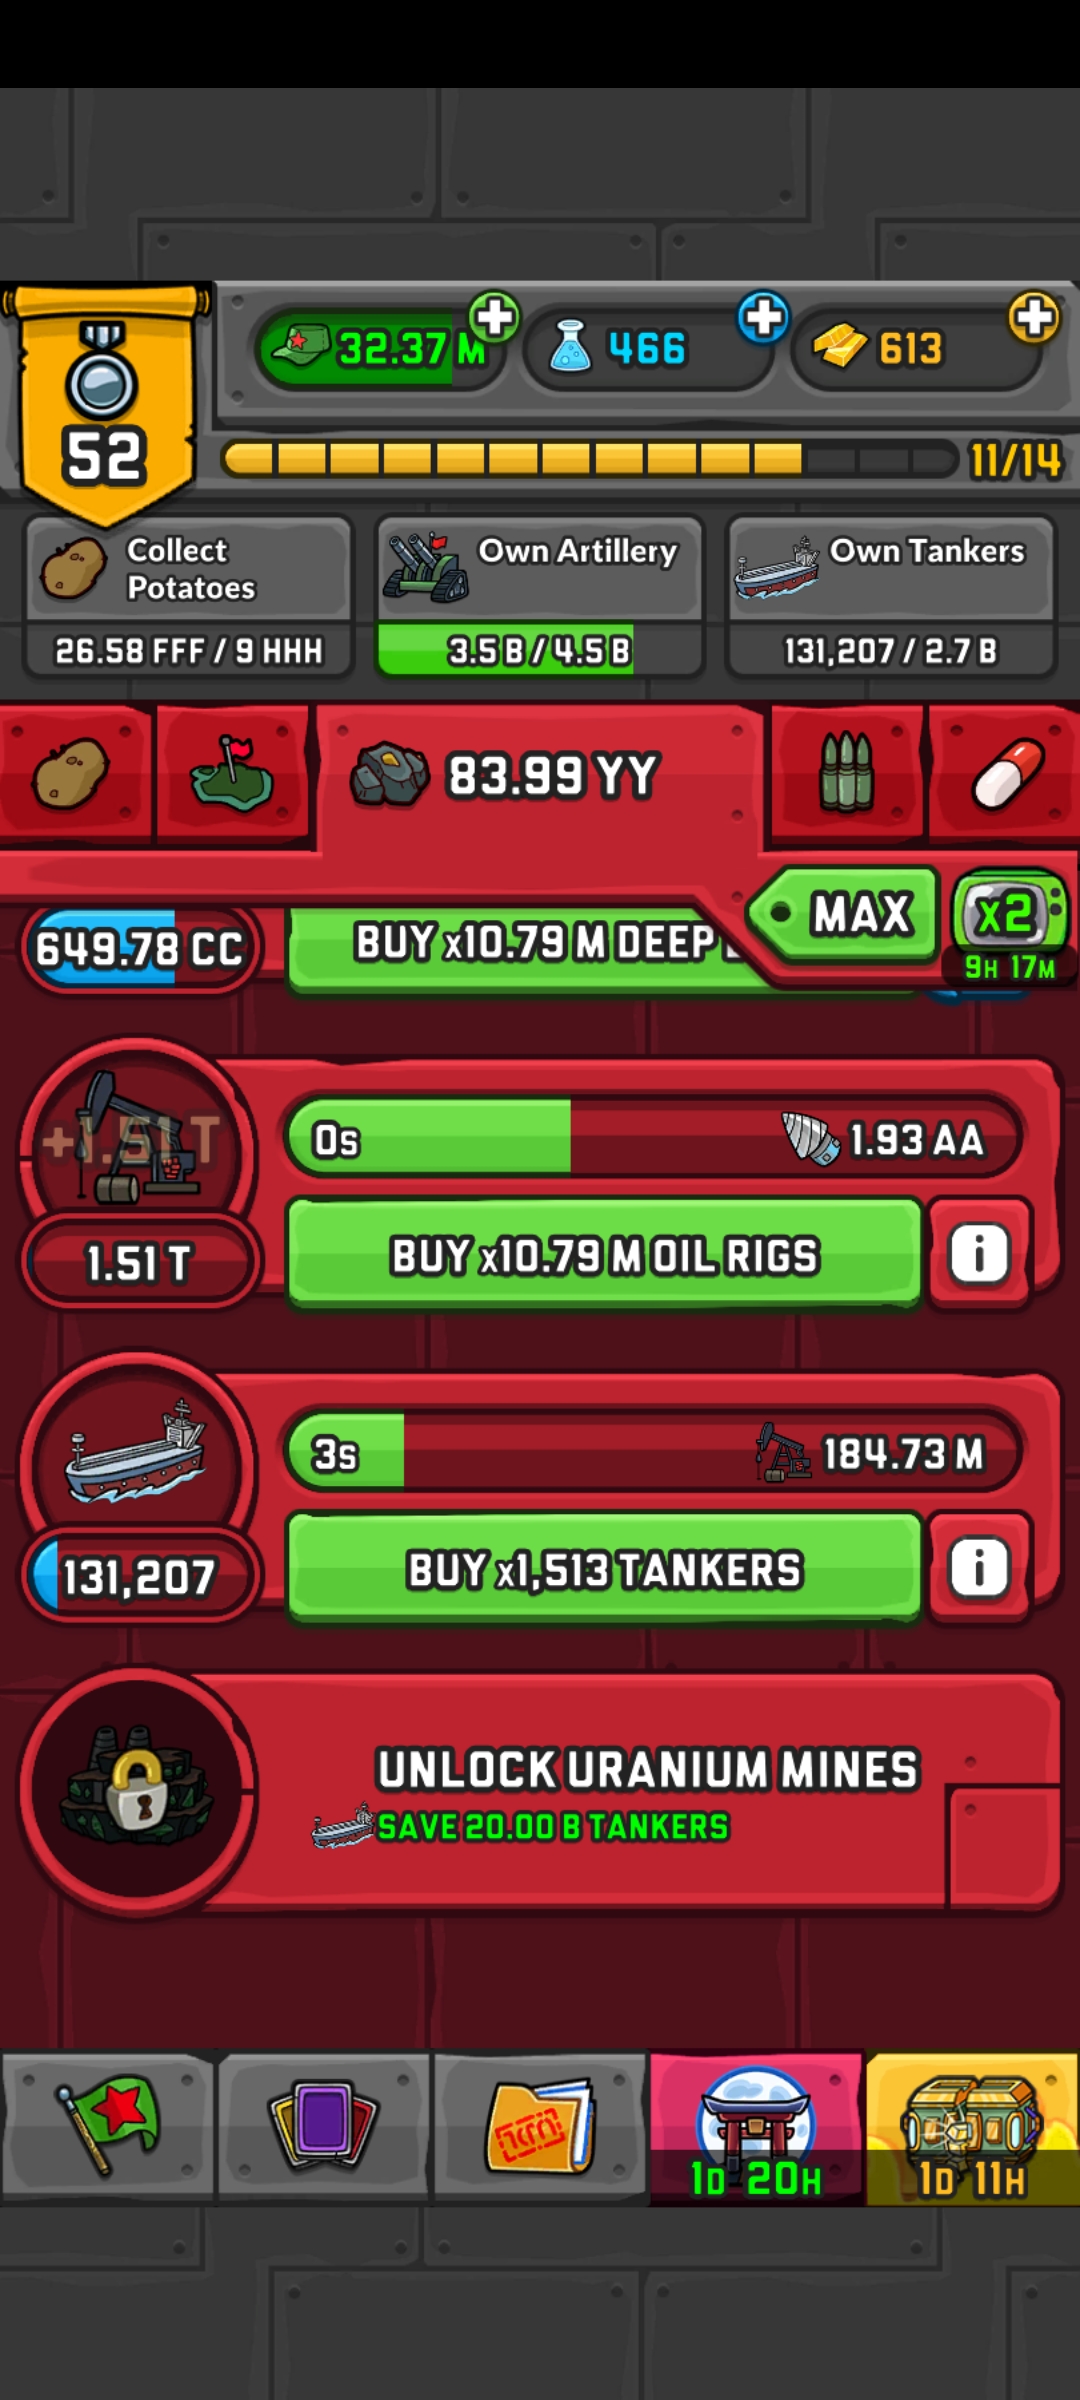 32.37 M
466
613
52
11/14
Collect
Potatoes
26.58 FFF / 9 HHH
Own Artillery
3.5 B / 4.5 B
Own Tankers
131,207 / 2.7 B
83.99 YY
MAX
x2
9H 17M
649.78 CC
BUY x10.79 M DEEP
+1.51 T
0s
1.93 AA
1.51 T
BUY x10.79 M OIL RIGS
i
3s
184.73 M
131,207
BUY x1,513 TANKERS
i
UNLOCK URANIUM MINES
SAVE 20.00 B TANKERS
1D 20H
1D 11H